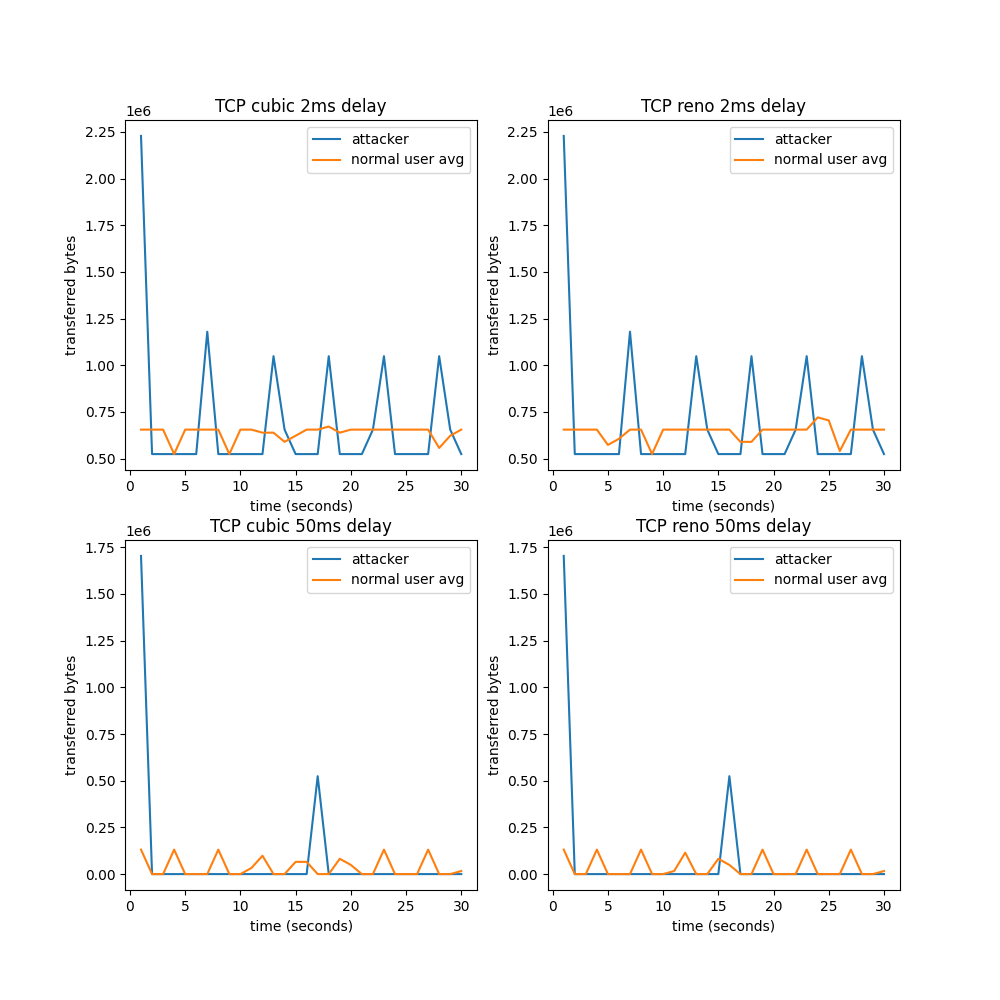 TCP cubic 2ms delay
1e6
attacker
normal user avg
2.25
2.00
1.75
1.50
1.25
1.00
0.75
0.50
transferred bytes
0 5 10 15 20 25 30
time (seconds)
TCP reno 2ms delay
1e6
attacker
normal user avg
2.25
2.00
1.75
1.50
1.25
1.00
0.75
0.50
transferred bytes
0 5 10 15 20 25 30
time (seconds)
TCP cubic 50ms delay
1e6
attacker
normal user avg
1.75
1.50
1.25
1.00
0.75
0.50
0.25
0.00
transferred bytes
0 5 10 15 20 25 30
time (seconds)
TCP reno 50ms delay
1e6
attacker
normal user avg
1.75
1.50
1.25
1.00
0.75
0.50
0.25
0.00
transferred bytes
0 5 10 15 20 25 30
time (seconds)